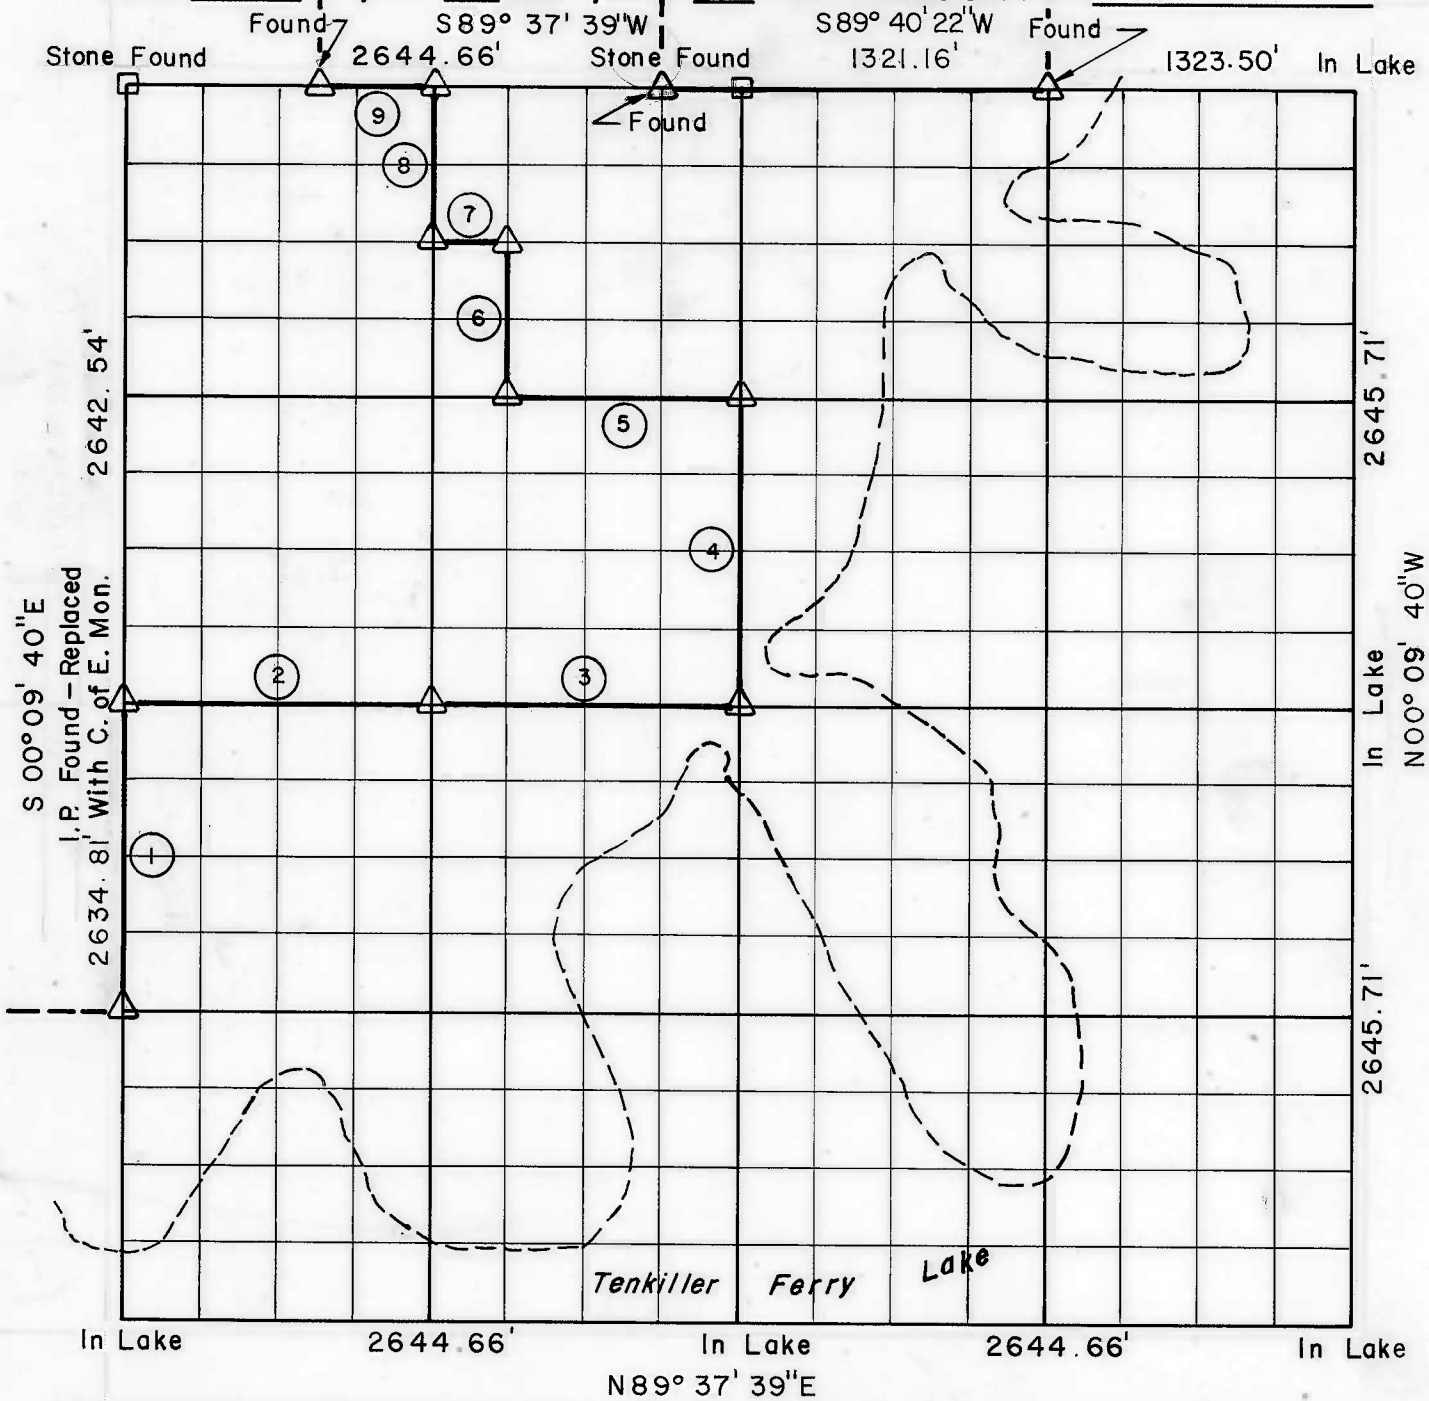 Found
S89° 37' 39"W
S89° 40' 22"W
Found
Stone Found
2644.66'
Stone Found
1321.16'
1323.50'
In Lake
Found
9
8
7
6
5
4
3
2
1
2642.54'
S 00° 09' 40"E
I.P. Found – Replaced
With C. of E. Mon.
2634.81'
2645.71'
In Lake
N00° 09' 40"W
2645.71'
Tenkiller Ferry Lake
In Lake
2644.66'
In Lake
2644.66'
In Lake
N89° 37' 39"E